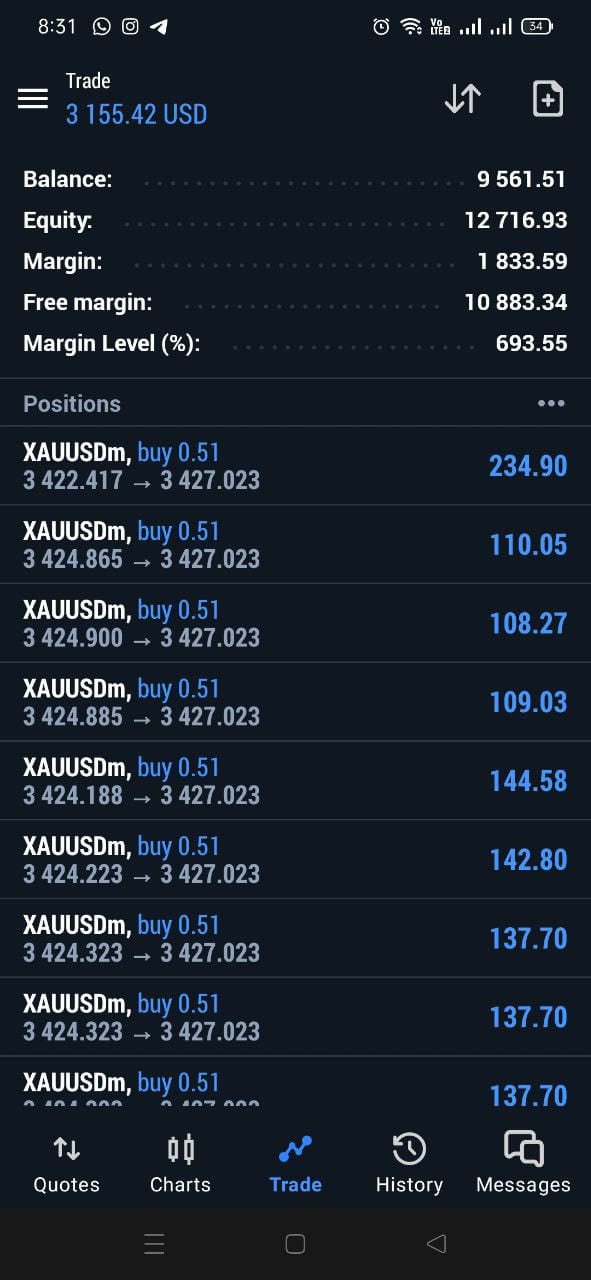 8:31
Vo
LTE2
34
Trade
3 155.42 USD
Balance: 9 561.51
Equity: 12 716.93
Margin: 1 833.59
Free margin: 10 883.34
Margin Level (%): 693.55
Positions
XAUUSDm, buy 0.51
3 422.417 → 3 427.023
234.90
XAUUSDm, buy 0.51
3 424.865 → 3 427.023
110.05
XAUUSDm, buy 0.51
3 424.900 → 3 427.023
108.27
XAUUSDm, buy 0.51
3 424.885 → 3 427.023
109.03
XAUUSDm, buy 0.51
3 424.188 → 3 427.023
144.58
XAUUSDm, buy 0.51
3 424.223 → 3 427.023
142.80
XAUUSDm, buy 0.51
3 424.323 → 3 427.023
137.70
XAUUSDm, buy 0.51
3 424.323 → 3 427.023
137.70
XAUUSDm, buy 0.51
137.70
Quotes
Charts
Trade
History
Messages